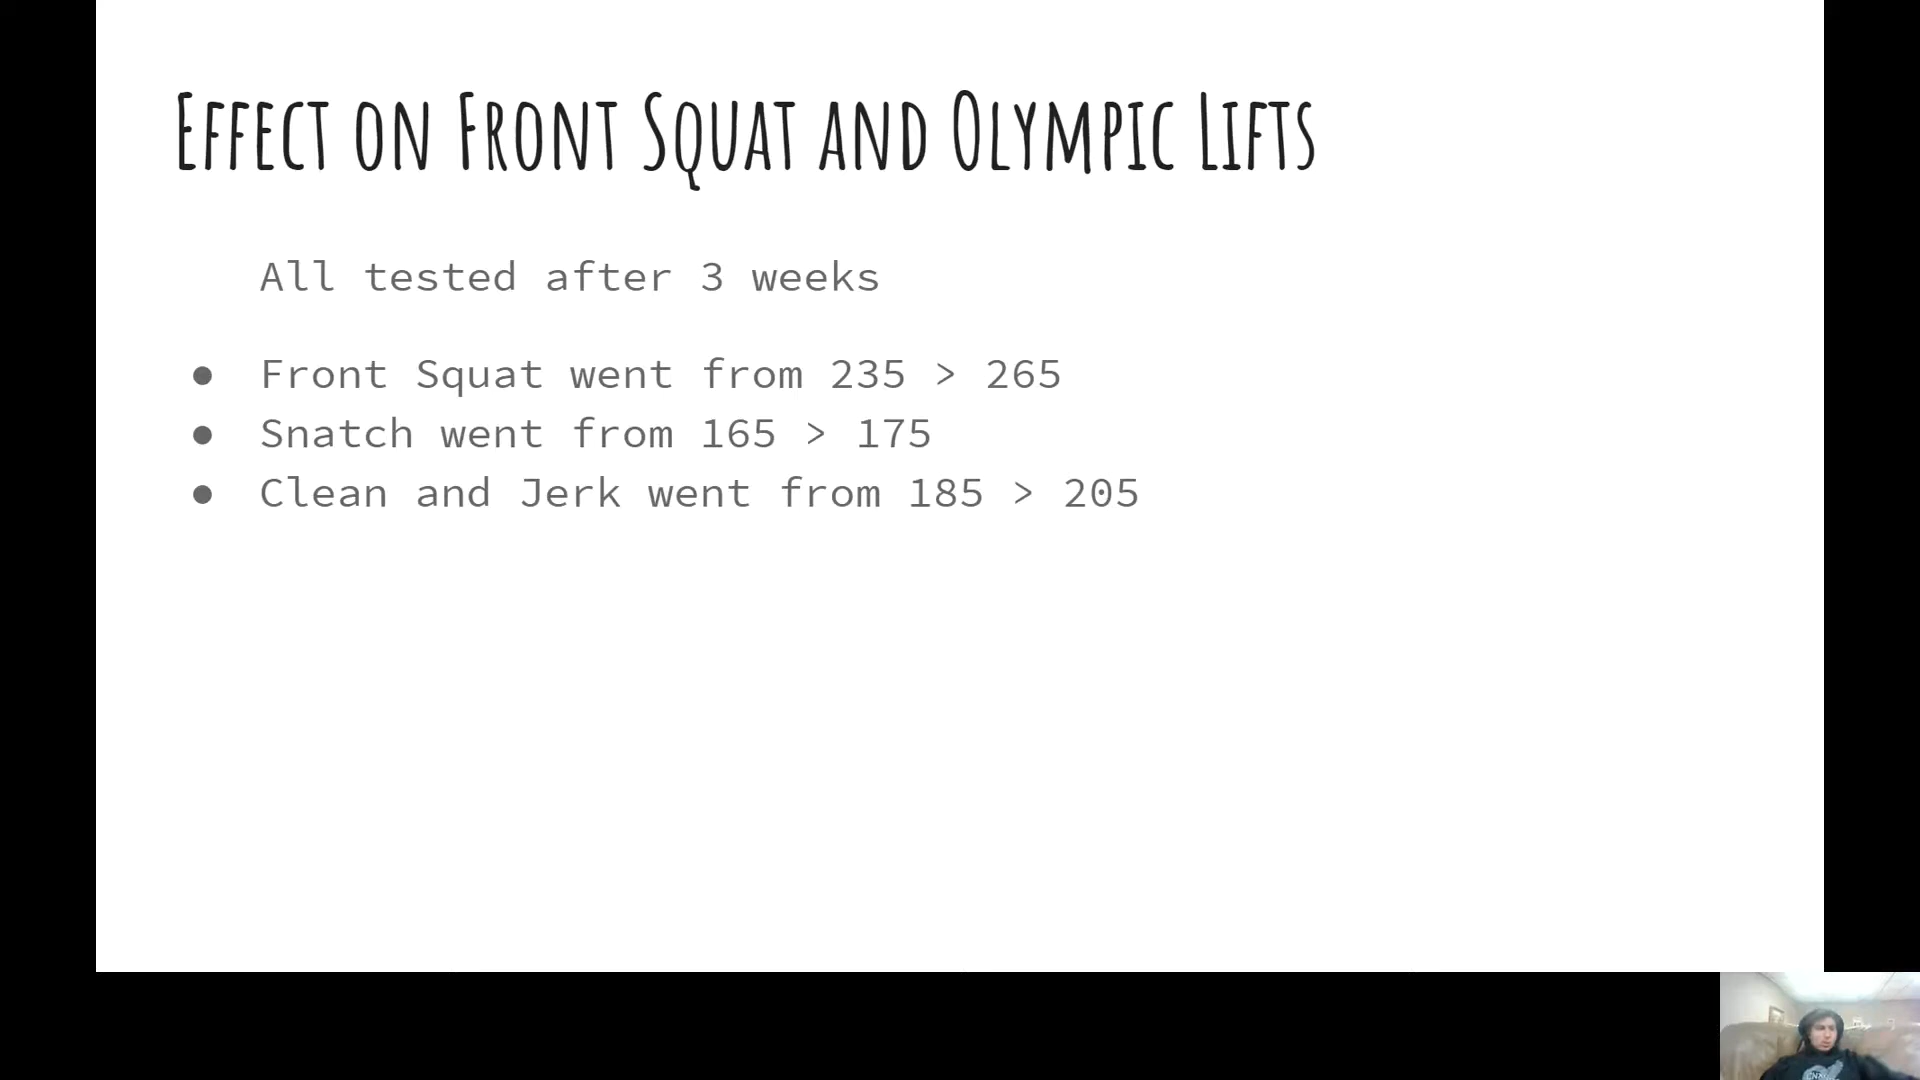 Effect on Front Squat and Olympic Lifts
All tested after 3 weeks
● Front Squat went from 235 > 265
● Snatch went from 165 > 175
● Clean and Jerk went from 185 > 205